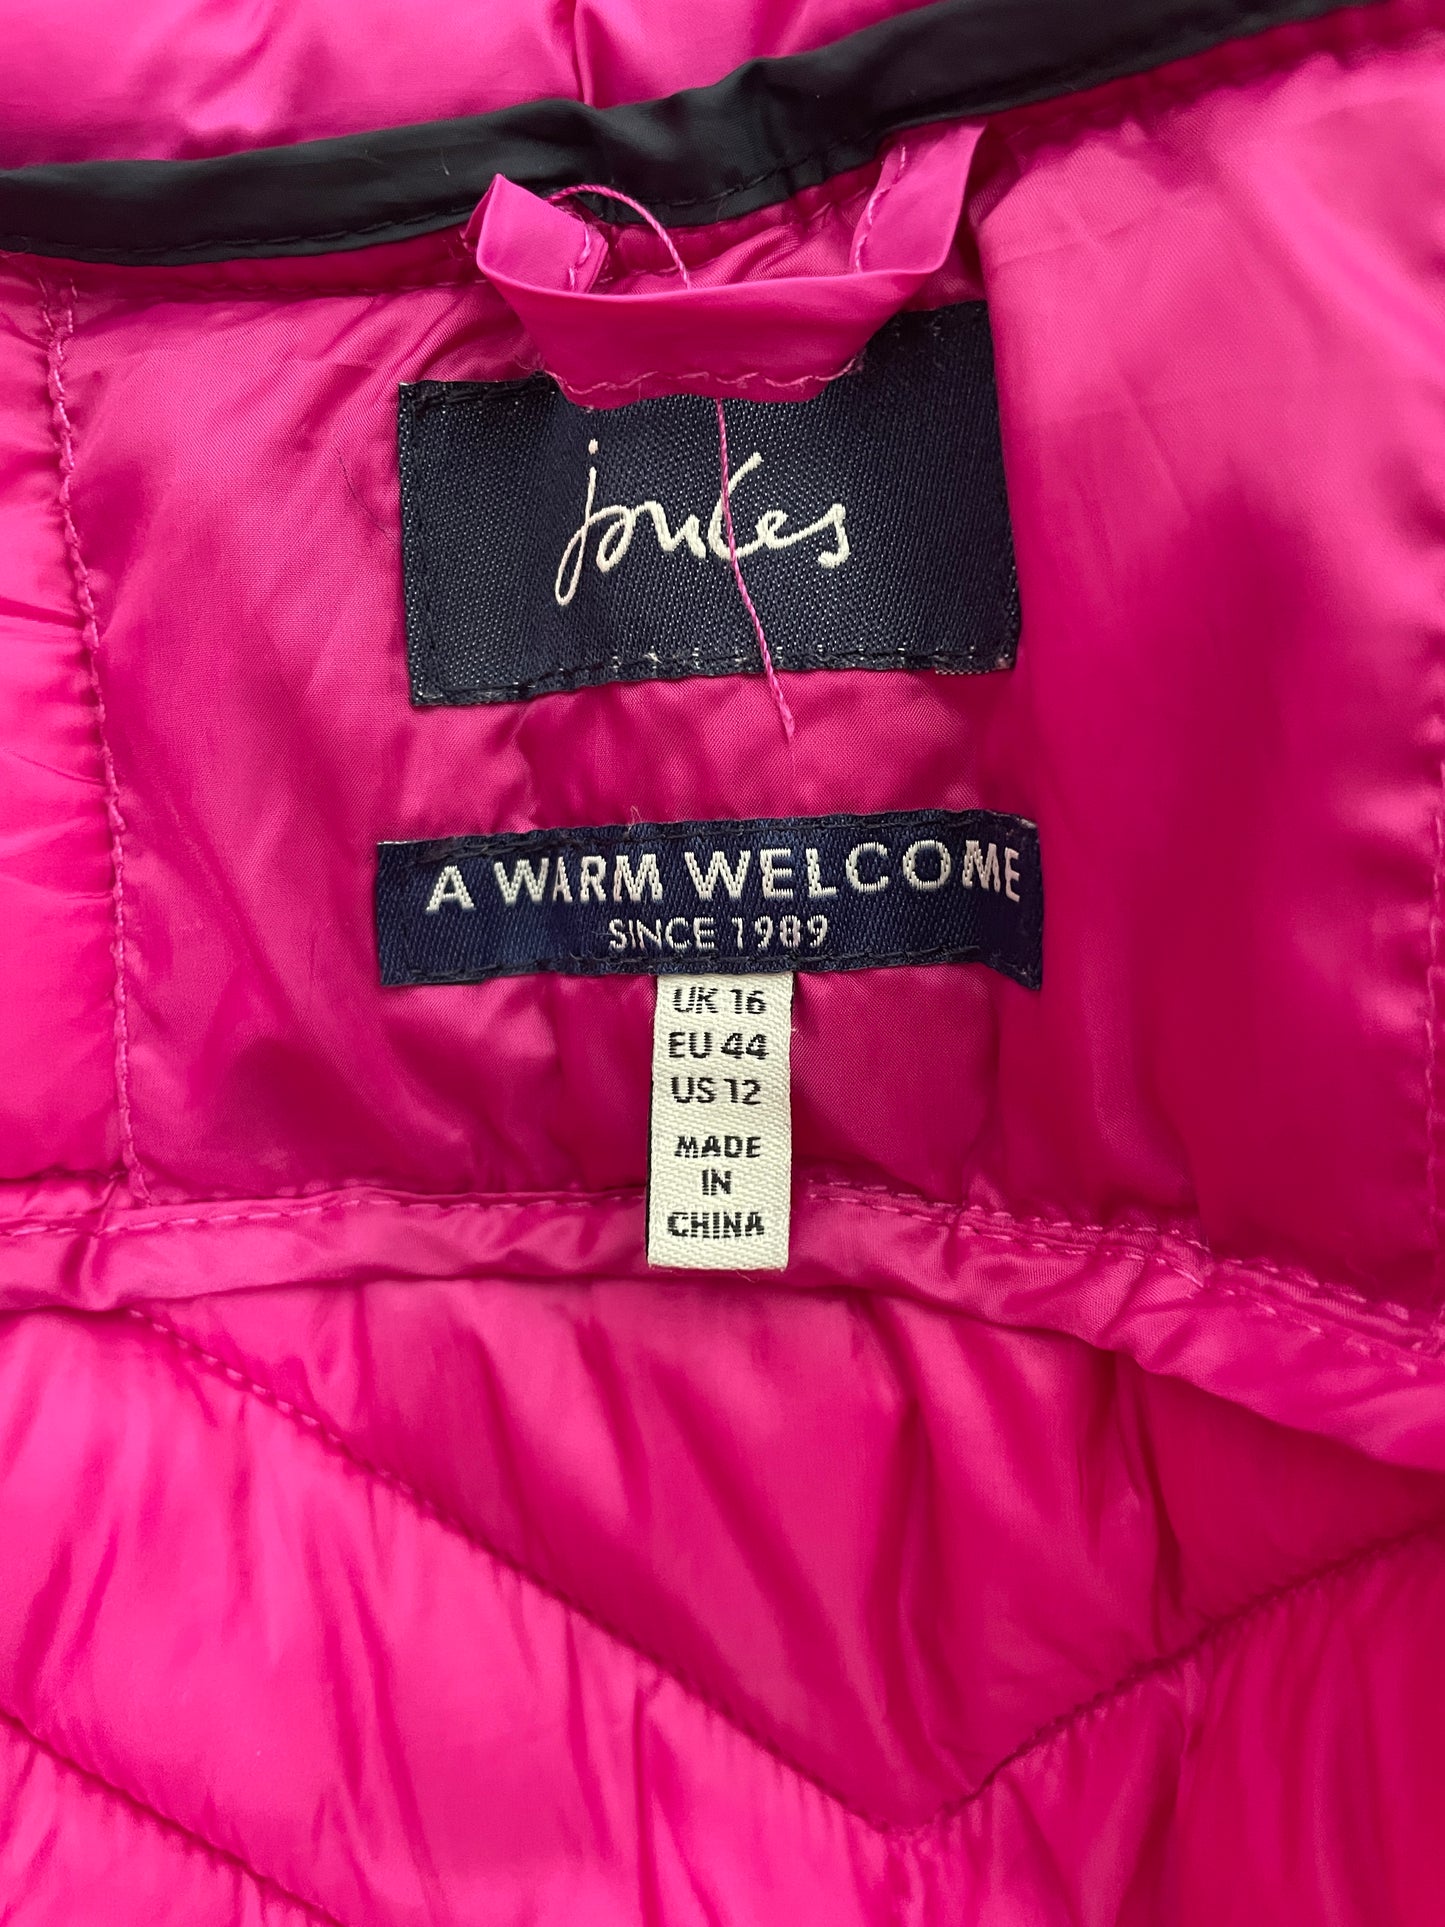 joules
A WARM WELCOME
SINCE 1989
UK 16
EU 44
US 12
MADE
IN
CHINA